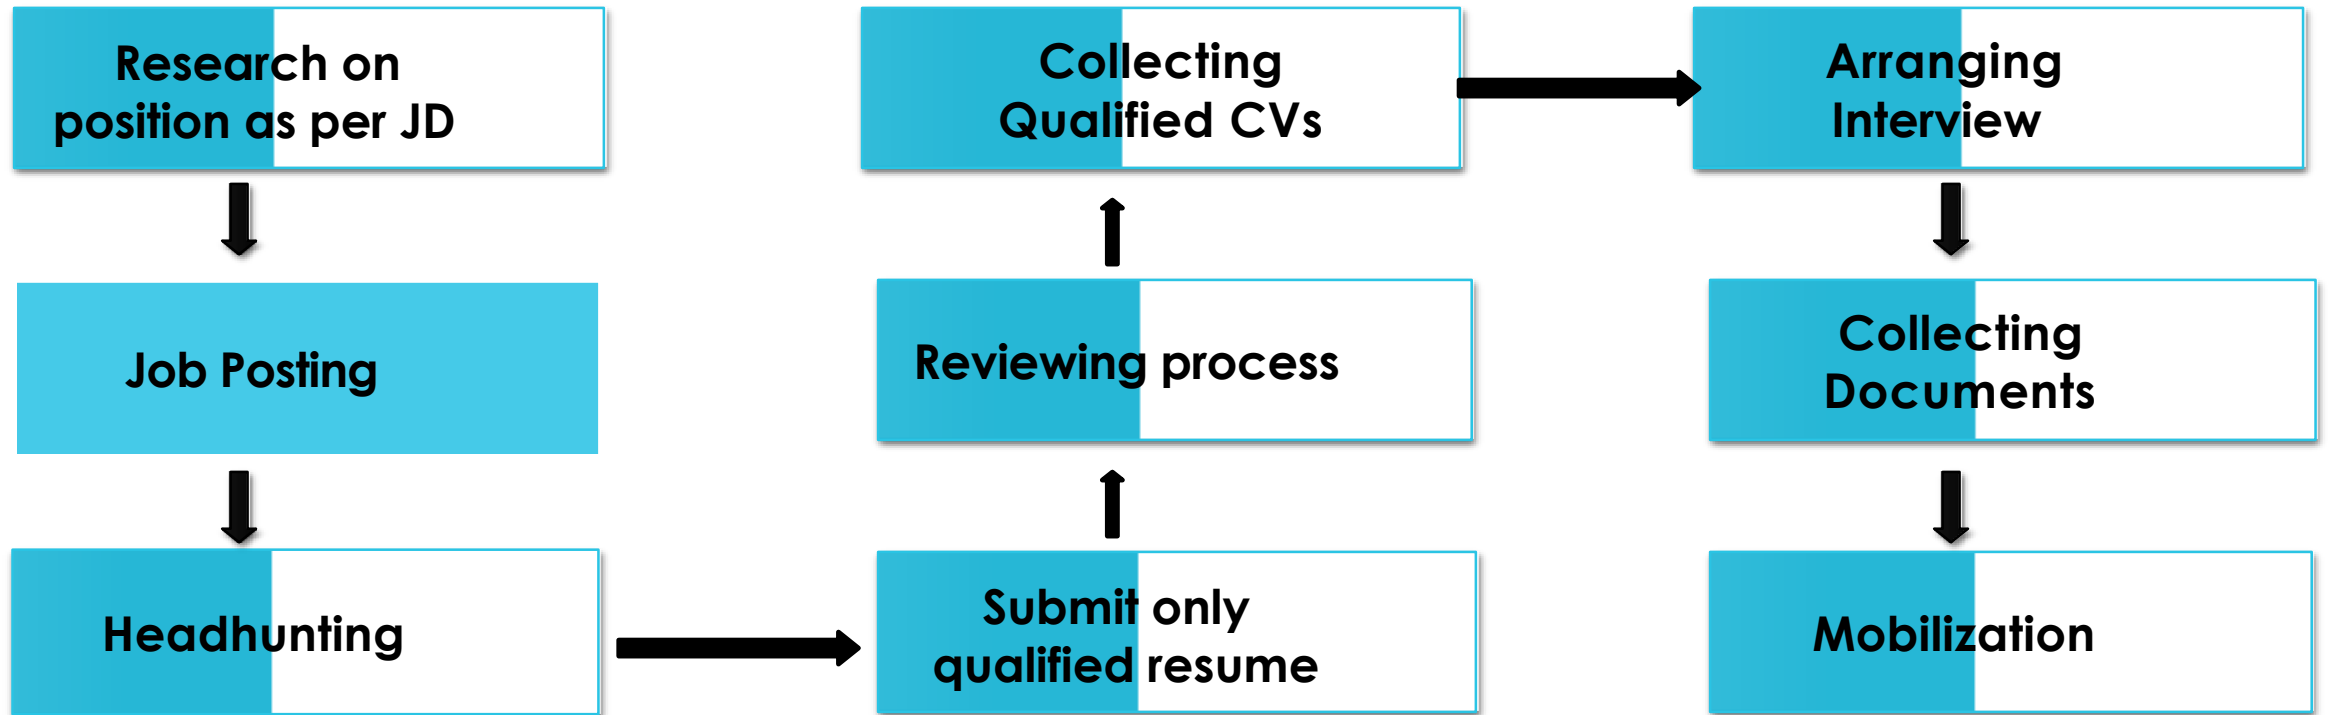 Research on
position as per JD
Job Posting
Headhunting
Submit only
qualified resume
Reviewing process
Collecting
Qualified CVs
Arranging
Interview
Collecting
Documents
Mobilization